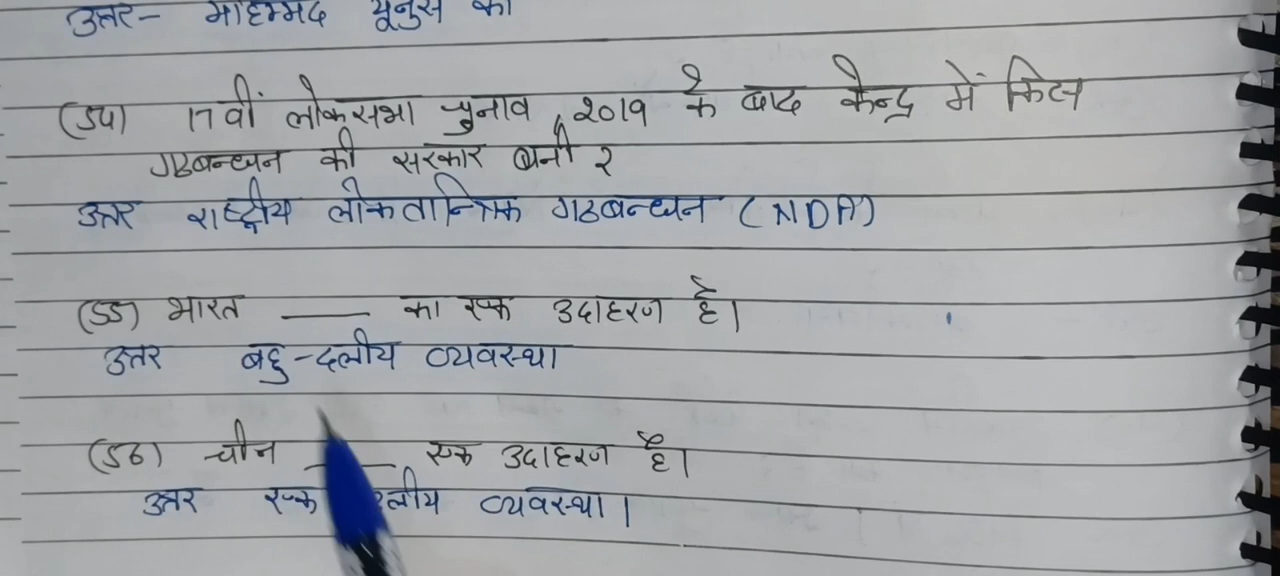 उत्तर- मोहम्मद यूनुस को
(54) 17वीं लोकसभा चुनाव, 2019 के बाद केन्द्र में किस
गठबन्धन की सरकार बनी?
उत्तर राष्ट्रीय लोकतान्त्रिक गठबन्धन (NDA)
(55) भारत ___ का एक उदाहरण है।
उत्तर बहु-दलीय व्यवस्था
(56) चीन ___ एक उदाहरण है।
उत्तर एक लीय व्यवस्था।